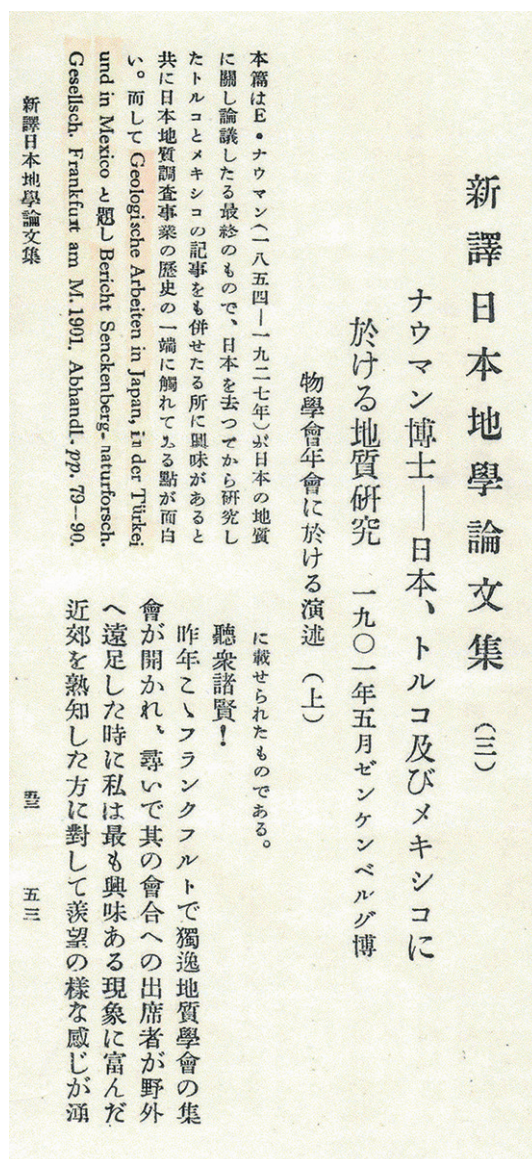 新譯日本地學論文集 (三)
ナウマン博士——日本、トルコ及びメキシコに
於ける地質硏究 一九〇一年五月ゼンケンベルグ博
物學會年會に於ける演述 (上)
本篇はE・ナウマン(一八五四—一九二七年)が日本の地質
に關し論議したる最終のもので、日本を去つてから硏究し
たトルコとメキシコの記事をも併せたる所に興味があると
共に日本地質調査事業の歷史の一端に觸れてゐる點が面白
い。而して Geologische Arbeiten in Japan, in der Türkei
und in Mexico と題し Bericht Senckenberg. naturforsch.
Gesellsch. Frankfurt am M. 1901. Abhandl. pp. 79—90.
に載せられたものである。
聽衆諸賢!
昨年こゝフランクフルトで獨逸地質學會の集
會が開かれ、尋いで其の會合への出席者が野外
へ遠足した時に私は最も興味ある現象に富んだ
近郊を熟知した方に對して羨望の樣な感じが涌
新譯日本地學論文集
五三